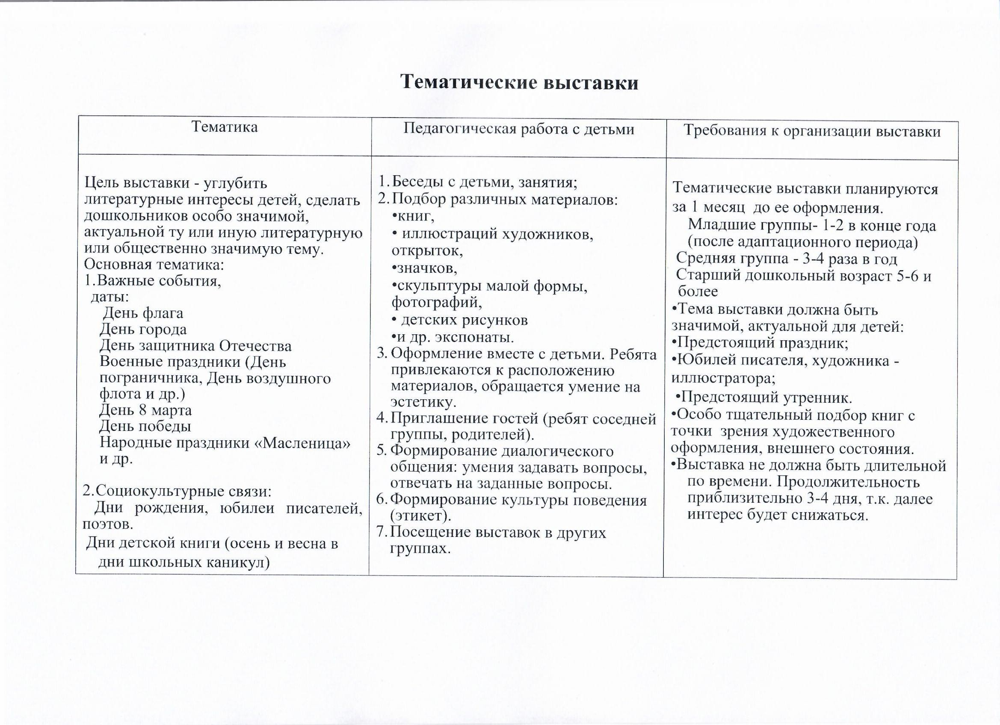 Тематические выставки
Тематика
Педагогическая работа с детьми
Требования к организации выставки
Цель выставки - углубить
литературные интересы детей, сделать
дошкольников особо значимой,
актуальной ту или иную литературную
или общественно значимую тему.
Основная тематика:
1.Важные события,
даты:
День флага
День города
День защитника Отечества
Военные праздники (День
пограничника, День воздушного
флота и др.)
День 8 марта
День победы
Народные праздники «Масленица»
и др.
2.Социокультурные связи:
Дни рождения, юбилеи писателей,
поэтов.
Дни детской книги (осень и весна в
дни школьных каникул)
1.Беседы с детьми, занятия;
2.Подбор различных материалов:
•книг,
• иллюстраций художников,
открыток,
•значков,
•скульптуры малой формы,
фотографий,
• детских рисунков
•и др. экспонаты.
3. Оформление вместе с детьми. Ребята
привлекаются к расположению
материалов, обращается умение на
эстетику.
4.Приглашение гостей (ребят соседней
группы, родителей).
5. Формирование диалогического
общения: умения задавать вопросы,
отвечать на заданные вопросы.
6.Формирование культуры поведения
(этикет).
7.Посещение выставок в других
группах.
Тематические выставки планируются
за 1 месяц до ее оформления.
Младшие группы- 1-2 в конце года
(после адаптационного периода)
Средняя группа - 3-4 раза в год
Старший дошкольный возраст 5-6 и
более
•Тема выставки должна быть
значимой, актуальной для детей:
•Предстоящий праздник;
•Юбилей писателя, художника -
иллюстратора;
•Предстоящий утренник.
•Особо тщательный подбор книг с
точки зрения художественного
оформления, внешнего состояния.
•Выставка не должна быть длительной
по времени. Продолжительность
приблизительно 3-4 дня, т.к. далее
интерес будет снижаться.